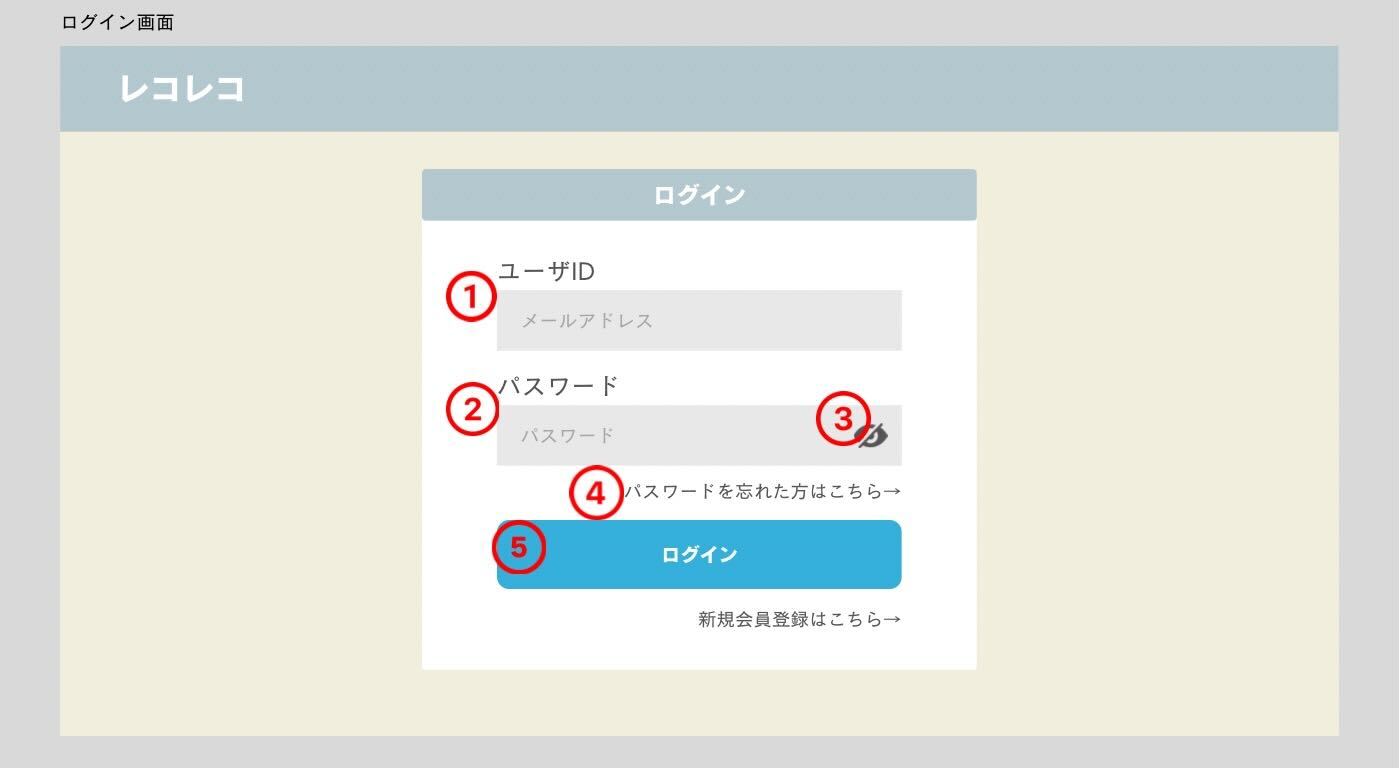 ログイン画面
レコレコ
ログイン
ユーザID
1
メールアドレス
パスワード
2
パスワード
3
4
パスワードを忘れた方はこちら→
5
ログイン
新規会員登録はこちら→